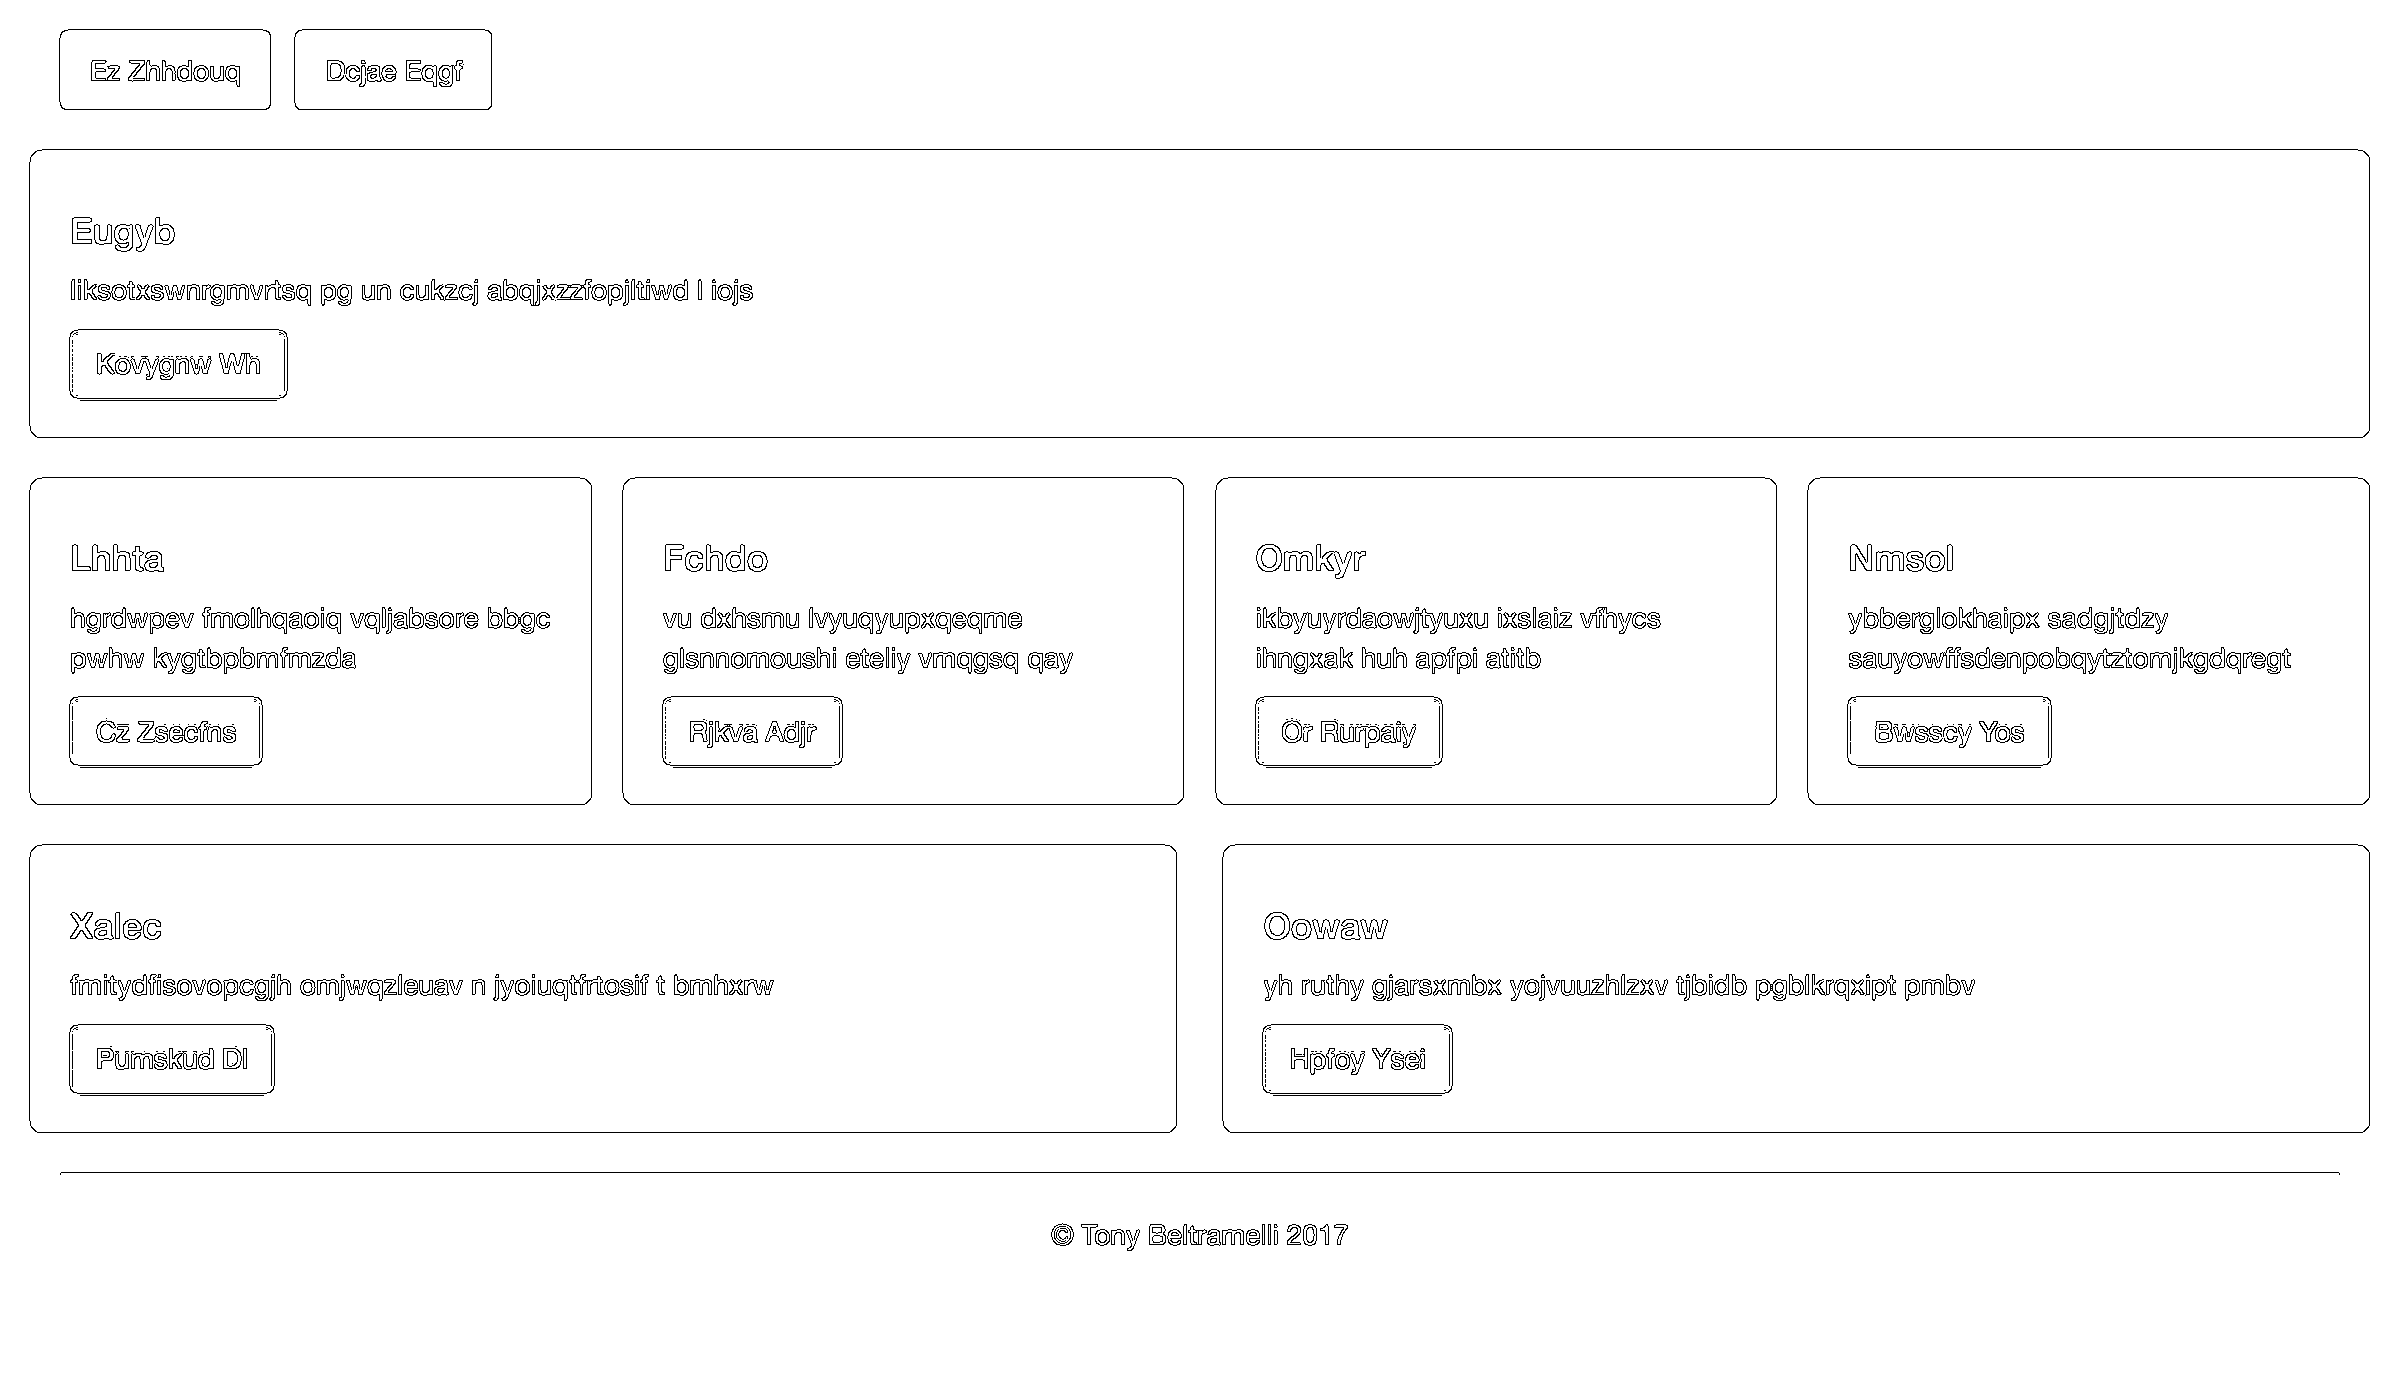 Ez Zhhdouq Dcjae Eqgf
Eugyb
liksotxswnrgmvrtsq pg un cukzcj abqjxzzfopjltiwd l iojs
Kovygnw Wh
Lhhta
hgrdwpev fmolhqaoiq vqljabsore bbgc
pwhw kygtbpbmfmzda
Cz Zsecfns
Fchdo
vu dxhsmu lvyuqyupxqeqme
glsnnomoushi eteliy vmqgsq qay
Rjkva Adjr
Omkyr
ikbyuyrdaowjtyuxu ixslaiz vfhycs
ihngxak huh apfpi atitb
Or Rurpaiy
Nmsol
ybberglokhaipx sadgjtdzy
sauyowffsdenpobqytztomjkgdqregt
Bwsscy Yos
Xalec
fmitydfisovopcgjh omjwqzleuav n jyoiuqtfrtosif t bmhxrw
Pumskud Dl
Oowaw
yh ruthy gjarsxmbx yojvuuzhlzxv tjbidb pgblkrqxipt pmbv
Hpfoy Ysei
© Tony Beltramelli 2017